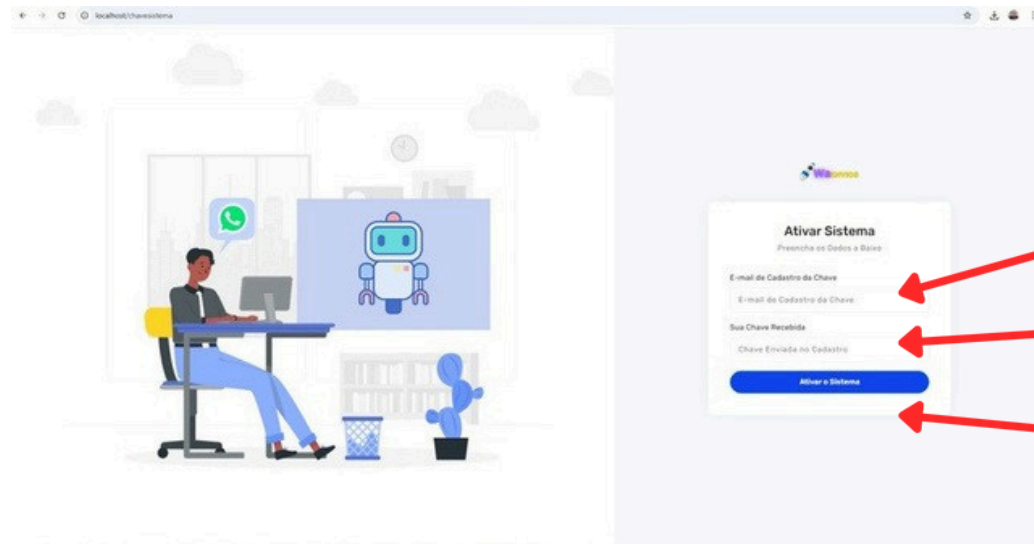 localhost/chavesistema
Ativar Sistema
Preencha os Dados a Baixo
E-mail de Cadastro da Chave
E-mail de Cadastro da Chave
Sua Chave Recebida
Chave Enviada no Cadastro
Ativar o Sistema